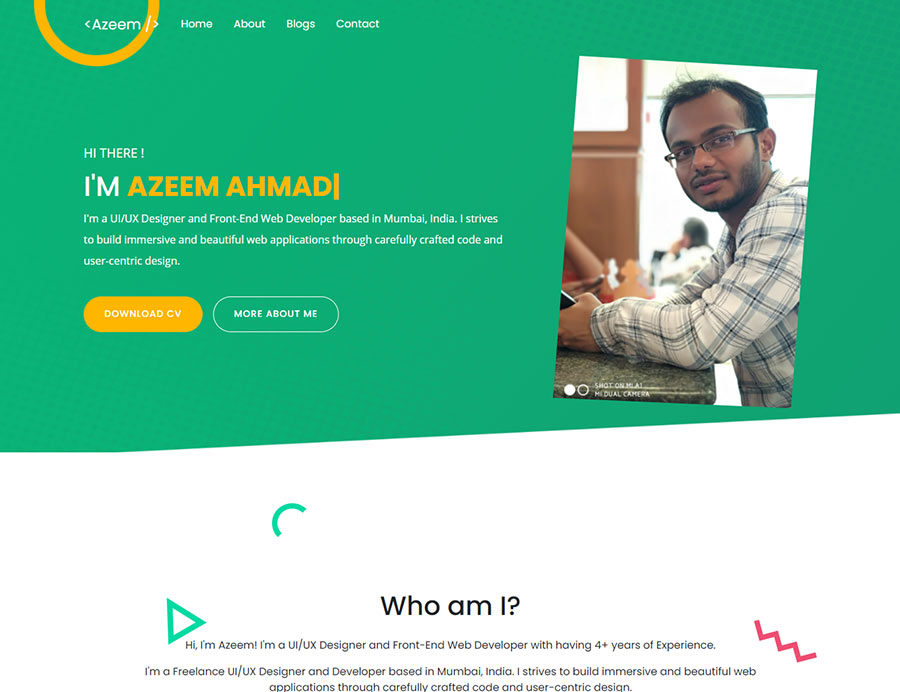 <Azeem />
Home
About
Blogs
Contact
HI THERE !
I'M AZEEM AHMAD|
I'm a UI/UX Designer and Front-End Web Developer based in Mumbai, India. I strives
to build immersive and beautiful web applications through carefully crafted code and
user-centric design.
DOWNLOAD CV
MORE ABOUT ME
SHOT ON MI A1
MI DUAL CAMERA
Who am I?
Hi, I'm Azeem! I'm a UI/UX Designer and Front-End Web Developer with having 4+ years of Experience.
I'm a Freelance UI/UX Designer and Developer based in Mumbai, India. I strives to build immersive and beautiful web
applications through carefully crafted code and user-centric design.